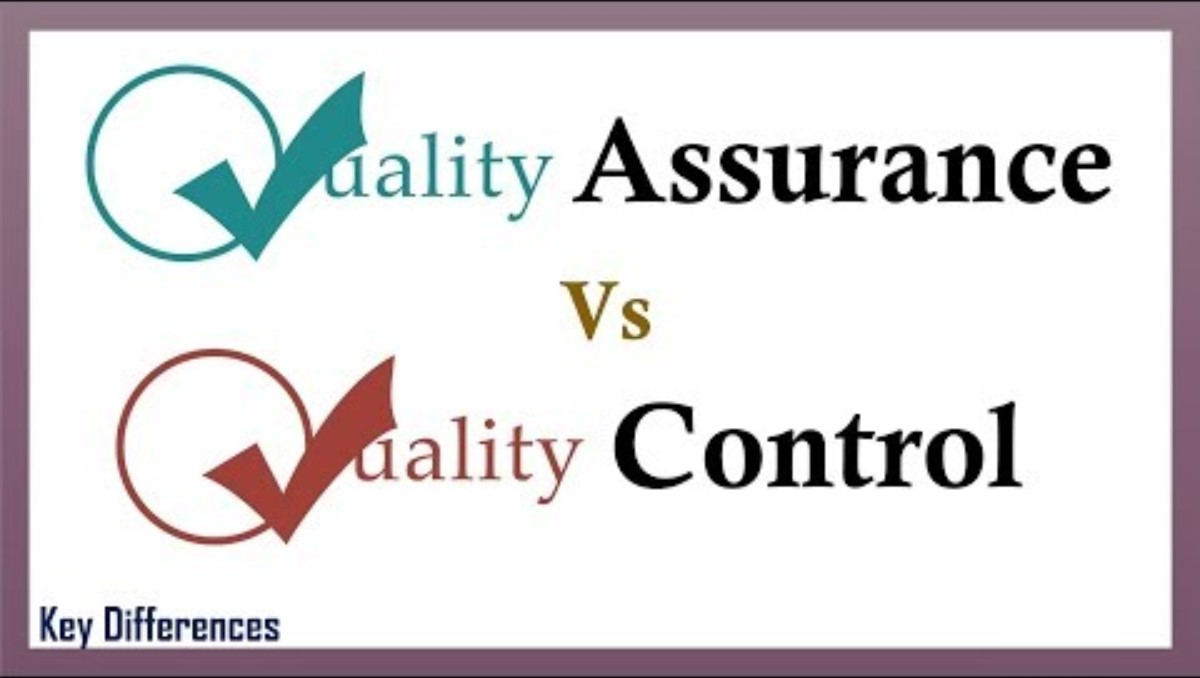 Quality Assurance
Vs
Quality Control
Key Differences